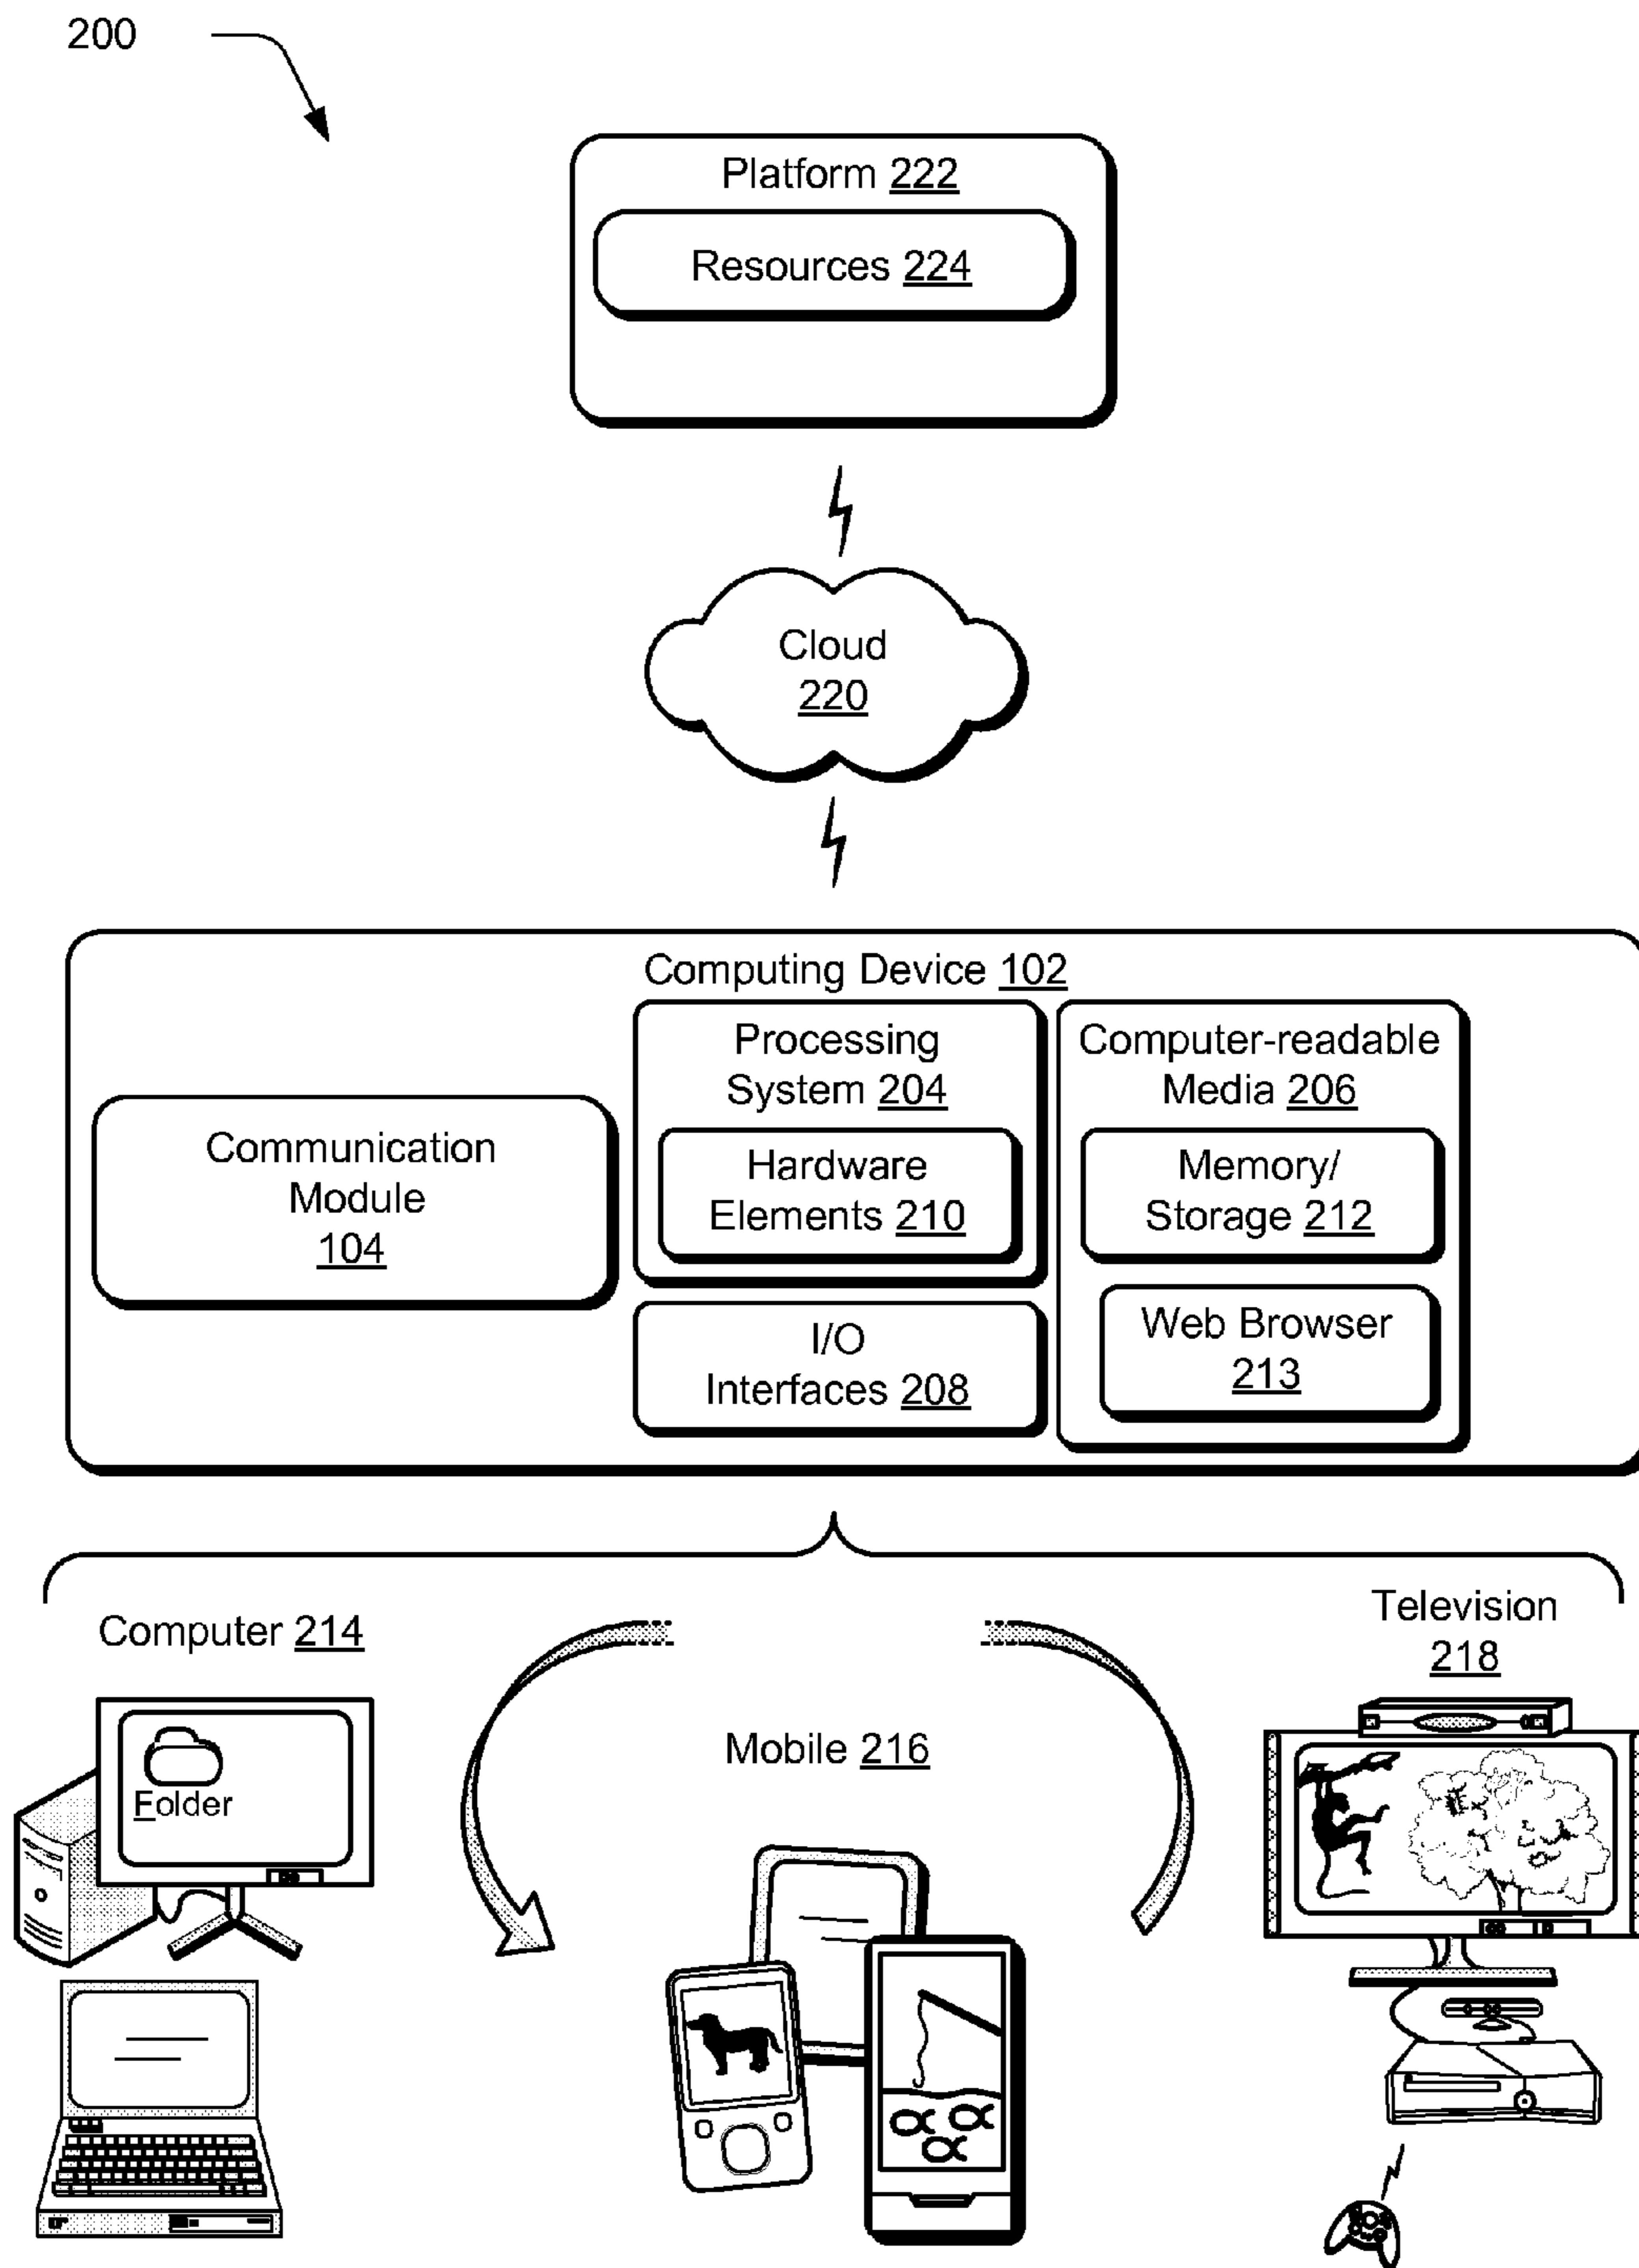 200
Platform 222
Resources 224
Cloud
220
Computing Device 102
Communication
Module
104
Processing
System 204
Hardware
Elements 210
I/O
Interfaces 208
Computer-readable
Media 206
Memory/
Storage 212
Web Browser
213
Computer 214
Folder
Mobile 216
Television
218